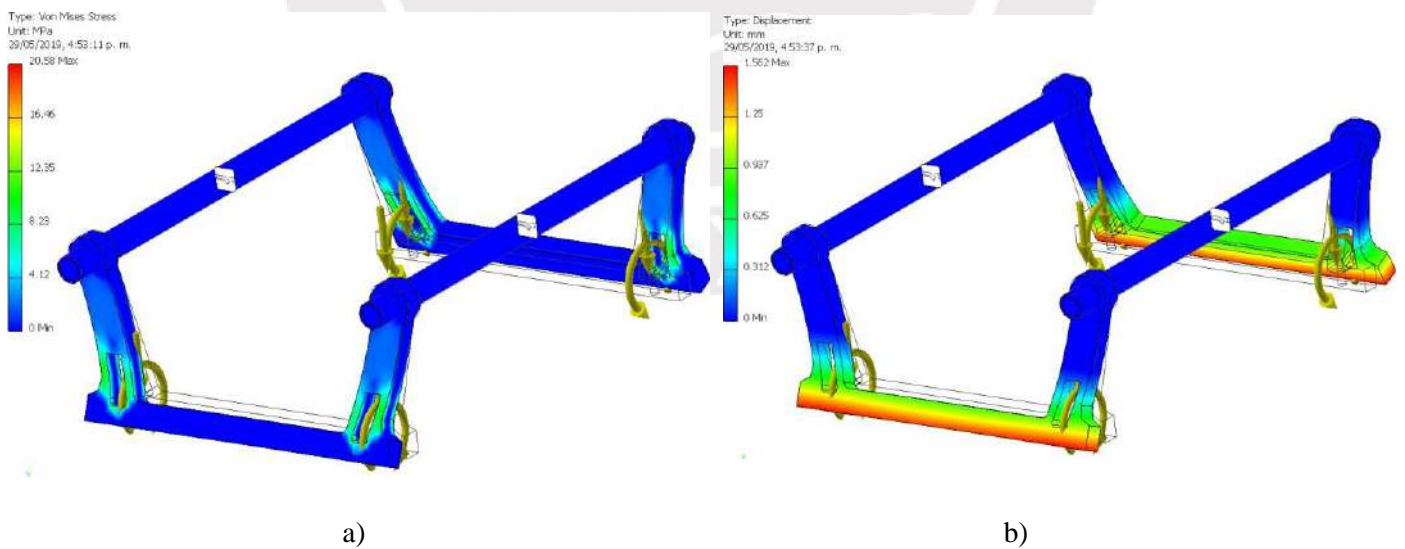 Type: Von Mises Stress
Unit: MPa
29/05/2019, 4:53:11 p. m.
20.58 Max
16.46
12.35
8.23
4.12
0 Min
Type: Displacement
Unit: mm
29/05/2019, 4:53:37 p. m.
1.562 Max
1.25
0.937
0.625
0.312
0 Min
a)
b)